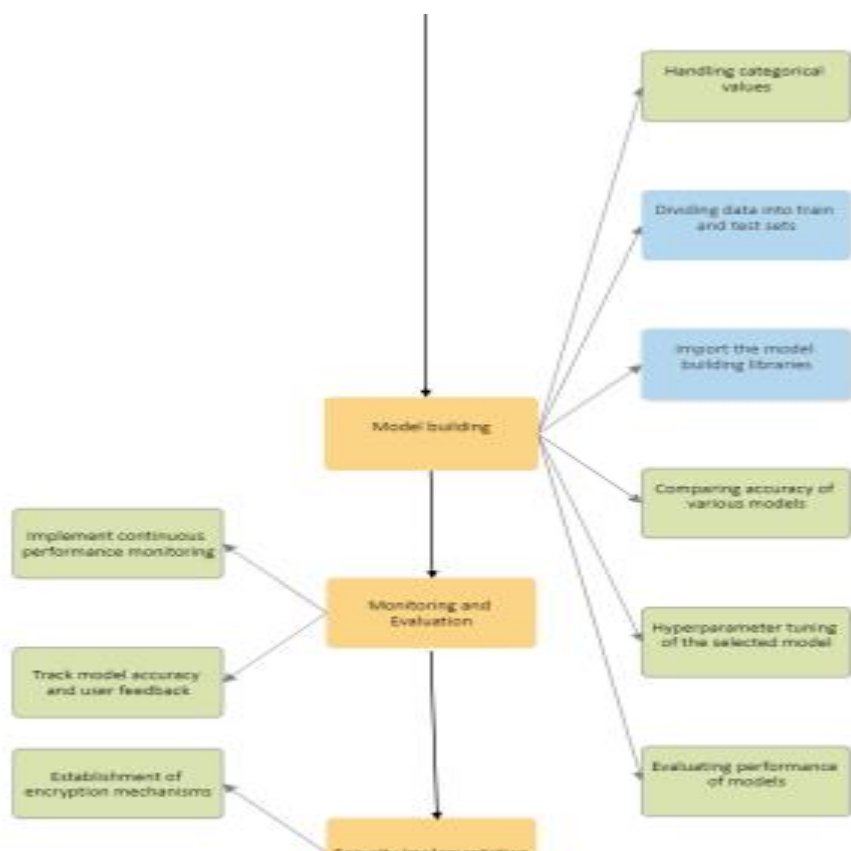 Handling categorical
values
Dividing data into train
and test sets
Import the model
building libraries
Model building
Comparing accuracy of
various models
Implement continuous
performance monitoring
Monitoring and
Evaluation
Hyperparameter tuning
of the selected model
Track model accuracy
and user feedback
Evaluating performance
of models
Establishment of
encryption mechanisms
Security Implementation